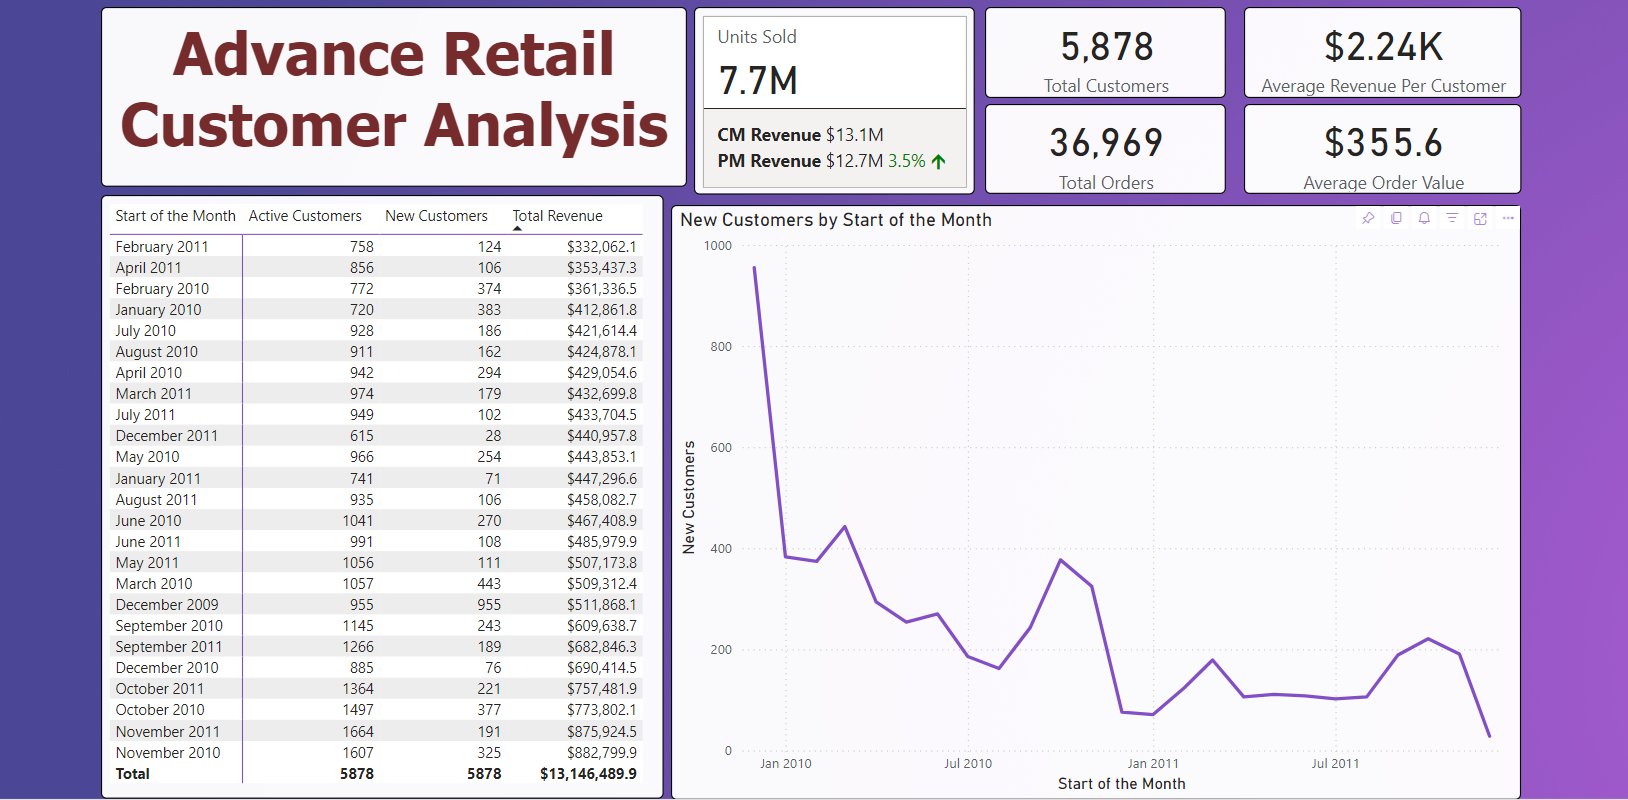 Advance Retail
Customer Analysis
Units Sold
7.7M
CM Revenue $13.1M
PM Revenue $12.7M 3.5%
5,878
Total Customers
$2.24K
Average Revenue Per Customer
36,969
Total Orders
$355.6
Average Order Value
Start of the Month Active Customers New Customers Total Revenue
February 2011 758 124 $332,062.1
April 2011 856 106 $353,437.3
February 2010 772 374 $361,336.5
January 2010 720 383 $412,861.8
July 2010 928 186 $421,614.4
August 2010 911 162 $424,878.1
April 2010 942 294 $429,054.6
March 2011 974 179 $432,699.8
July 2011 949 102 $433,704.5
December 2011 615 28 $440,957.8
May 2010 966 254 $443,853.1
January 2011 741 71 $447,296.6
August 2011 935 106 $458,082.7
June 2010 1041 270 $467,408.9
June 2011 991 108 $485,979.9
May 2011 1056 111 $507,173.8
March 2010 1057 443 $509,312.4
December 2009 955 955 $511,868.1
September 2010 1145 243 $609,638.7
September 2011 1266 189 $682,846.3
December 2010 885 76 $690,414.5
October 2011 1364 221 $757,481.9
October 2010 1497 377 $773,802.1
November 2011 1664 191 $875,924.5
November 2010 1607 325 $882,799.9
Total 5878 5878 $13,146,489.9
New Customers by Start of the Month
New Customers
1000
800
600
400
200
0
Jan 2010 Jul 2010 Jan 2011 Jul 2011
Start of the Month